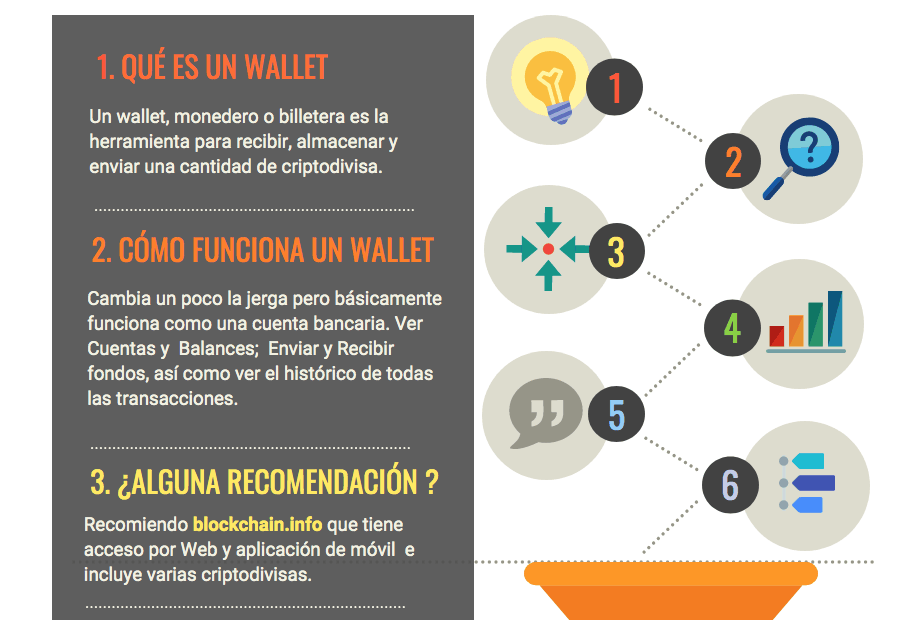 1. QUÉ ES UN WALLET
Un wallet, monedero o billetera es la
herramienta para recibir, almacenar y
enviar una cantidad de criptodivisa.
2. CÓMO FUNCIONA UN WALLET
Cambia un poco la jerga pero básicamente
funciona como una cuenta bancaria. Ver
Cuentas y Balances; Enviar y Recibir
fondos, así como ver el histórico de todas
las transacciones.
3. ¿ALGUNA RECOMENDACIÓN ?
Recomiendo blockchain.info que tiene
acceso por Web y aplicación de móvil e
incluye varias criptodivisas.
1
2
?
3
4
5
6